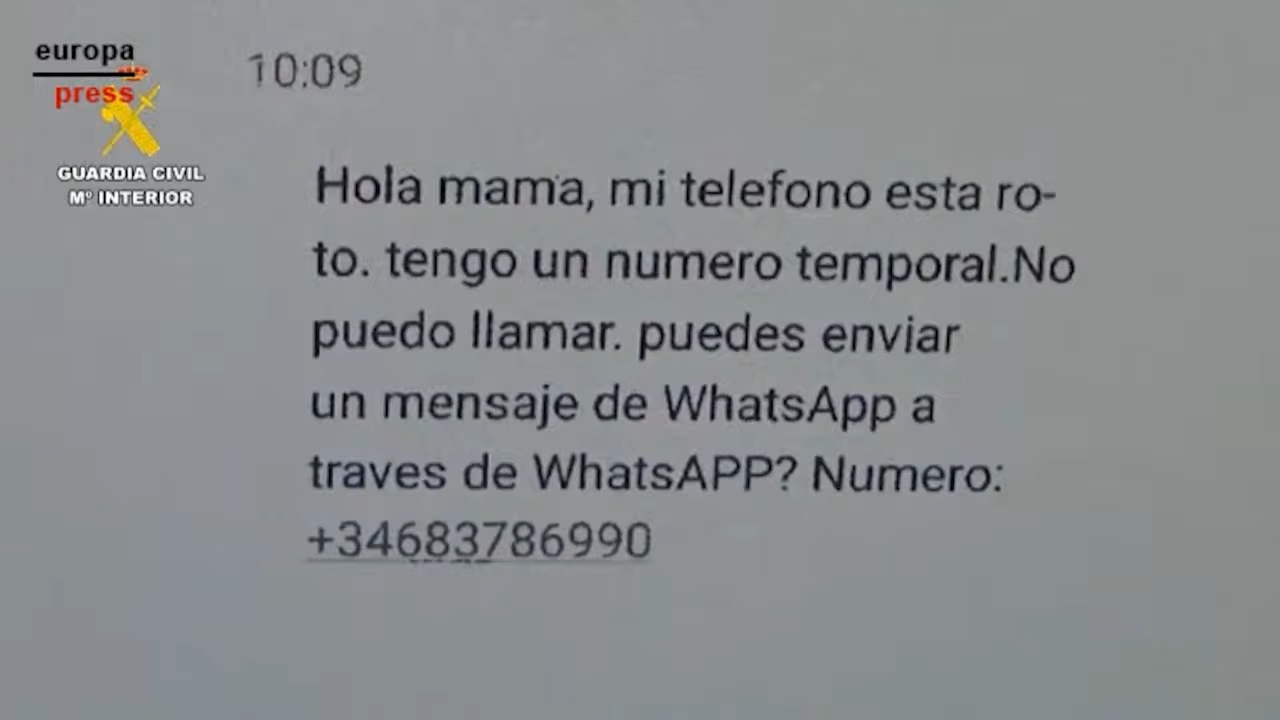 europa
press
GUARDIA CIVIL
Mº INTERIOR
10:09
Hola mama, mi telefono esta ro-
to. tengo un numero temporal.No
puedo llamar. puedes enviar
un mensaje de WhatsApp a
traves de WhatsAPP? Numero:
+34683786990